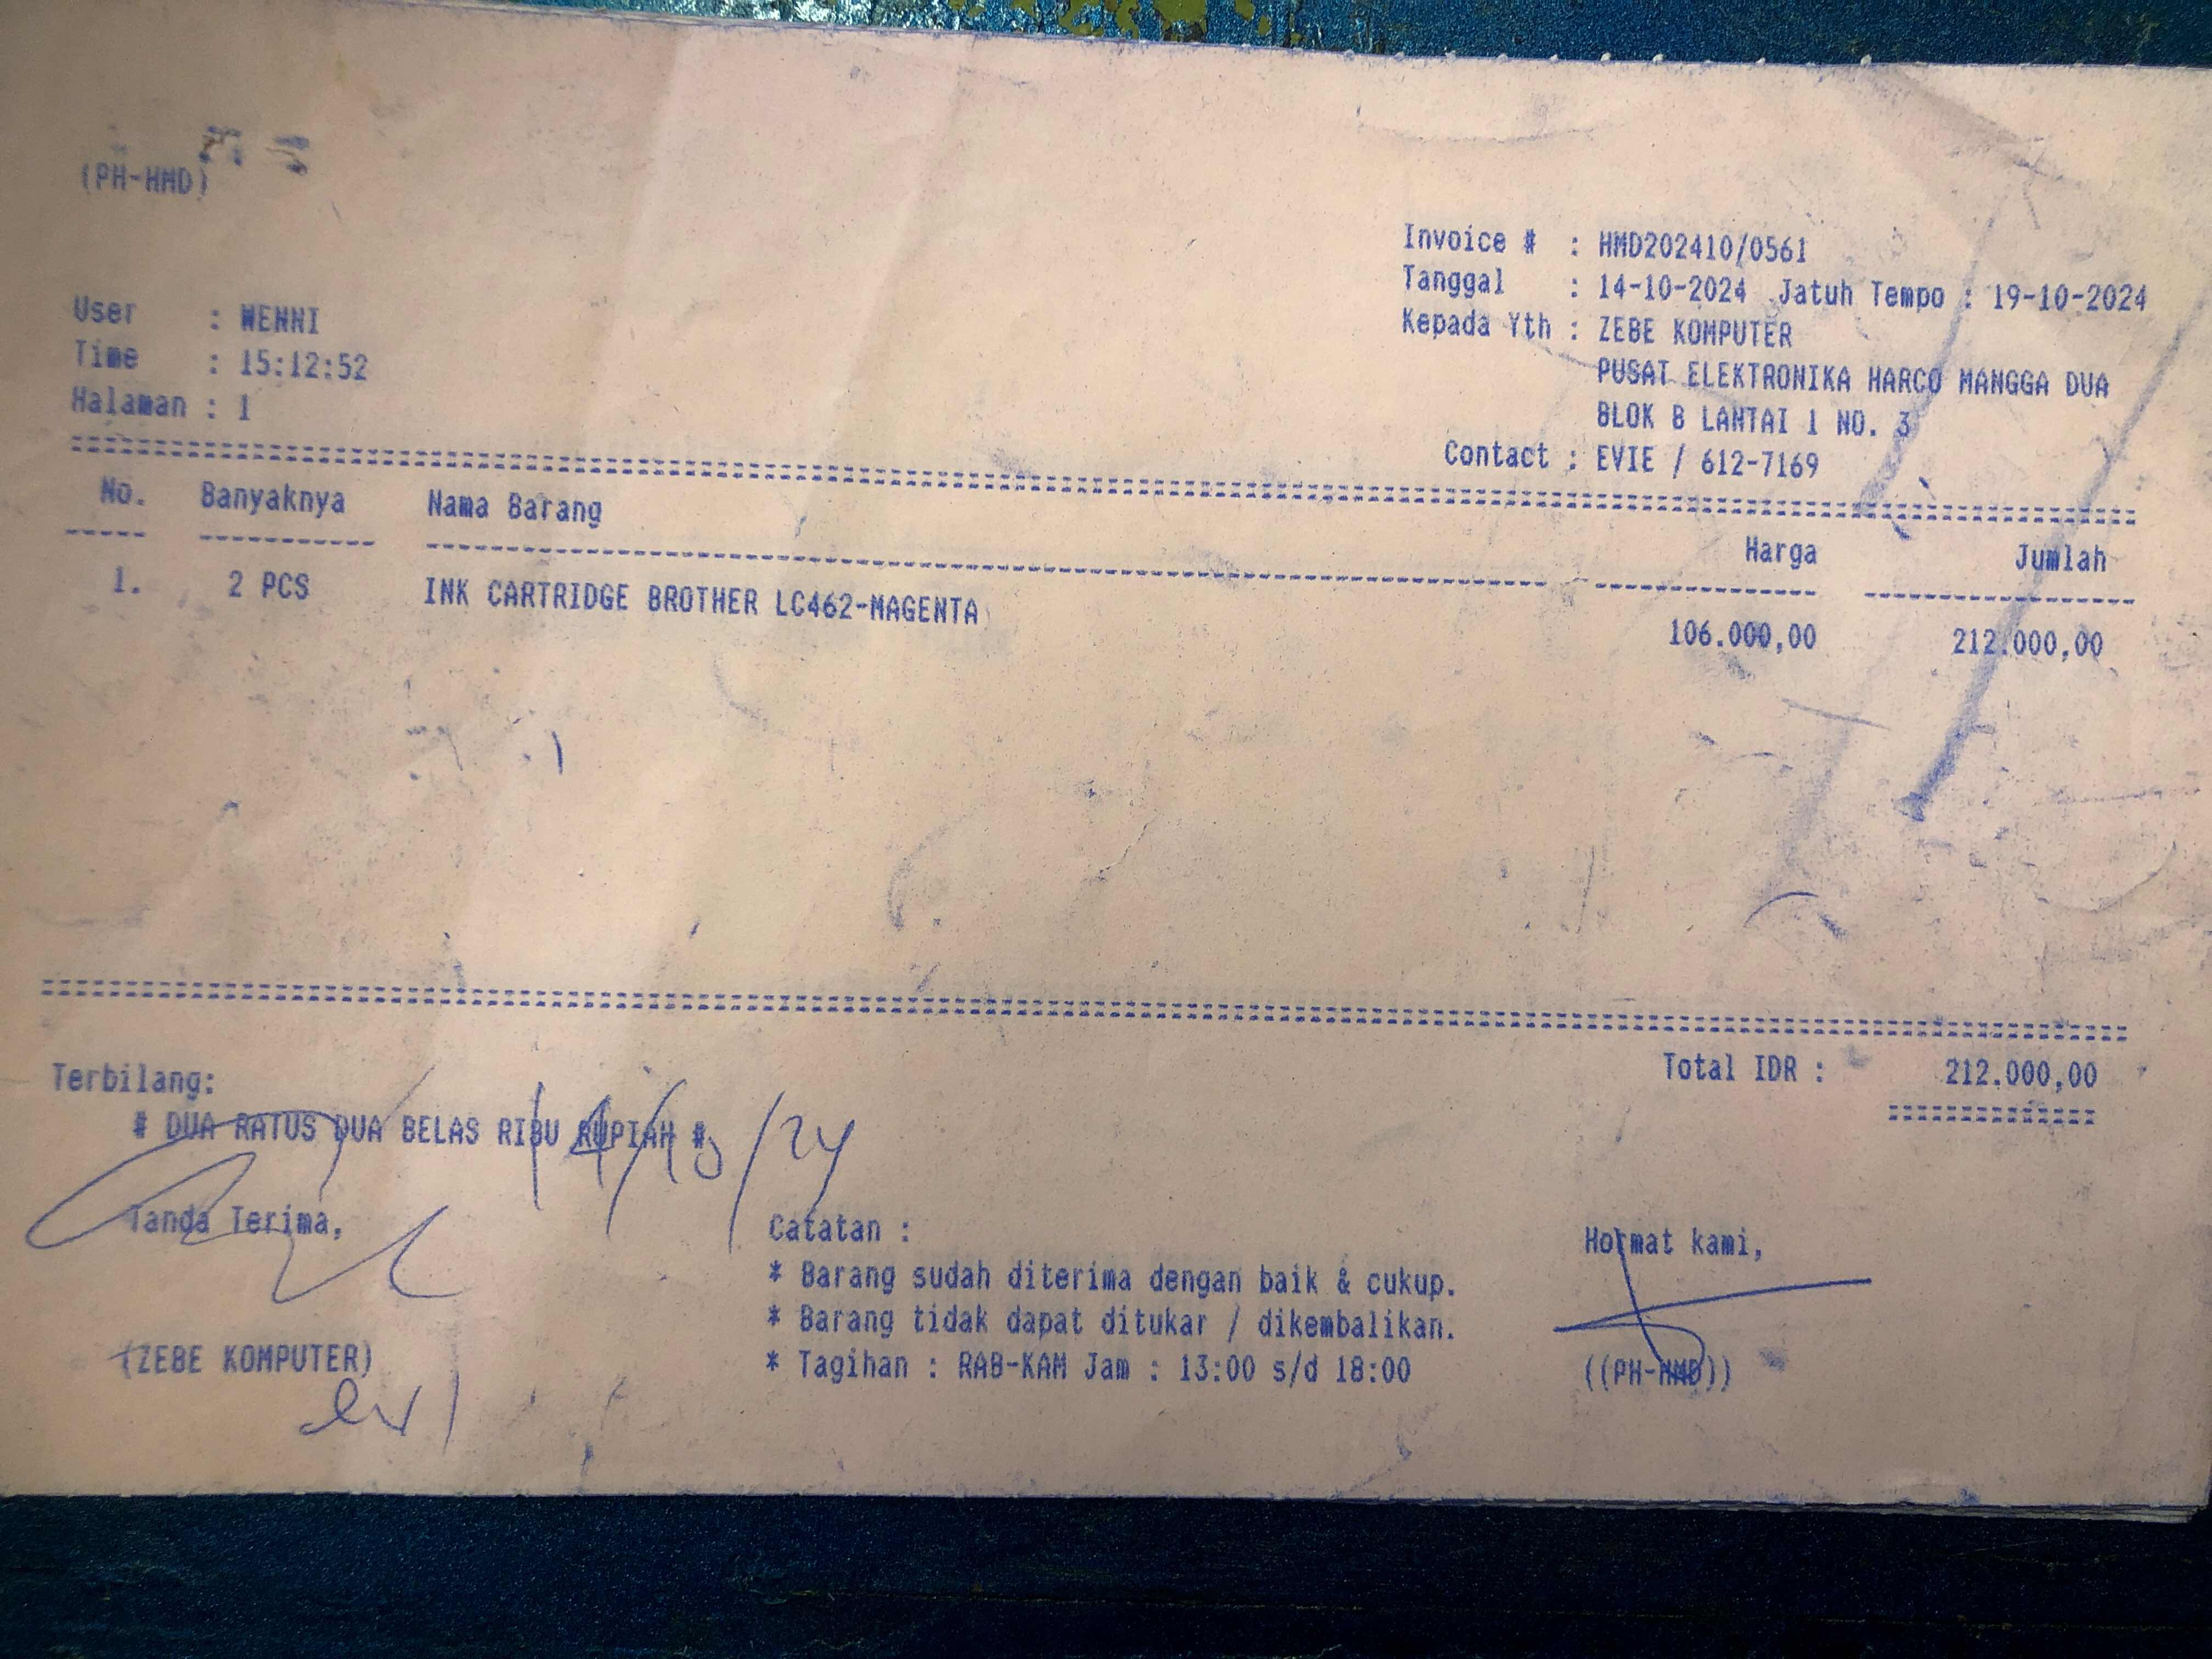 (PH-HMD)
Invoice # : HMD202410/0561
Tanggal : 14-10-2024 Jatuh Tempo : 19-10-2024
Kepada Yth : ZEBE KOMPUTER
PUSAT ELEKTRONIKA HARCO MANGGA DUA
BLOK B LANTAI 1 NO. 3
Contact : EVIE / 612-7169
User : WENNI
Time : 15:12:52
Halaman : 1
No. Banyaknya Nama Barang Harga Jumlah
1. 2 PCS INK CARTRIDGE BROTHER LC462-MAGENTA 106.000,00 212.000,00
Total IDR : 212.000,00
Terbilang:
# DUA RATUS DUA BELAS RIBU RUPIAH #
14/10/24
Tanda Terima,
(ZEBE KOMPUTER)
Catatan :
* Barang sudah diterima dengan baik & cukup.
* Barang tidak dapat ditukar / dikembalikan.
* Tagihan : RAB-KAM Jam : 13:00 s/d 18:00
Hormat kami,
((PH-HMD))